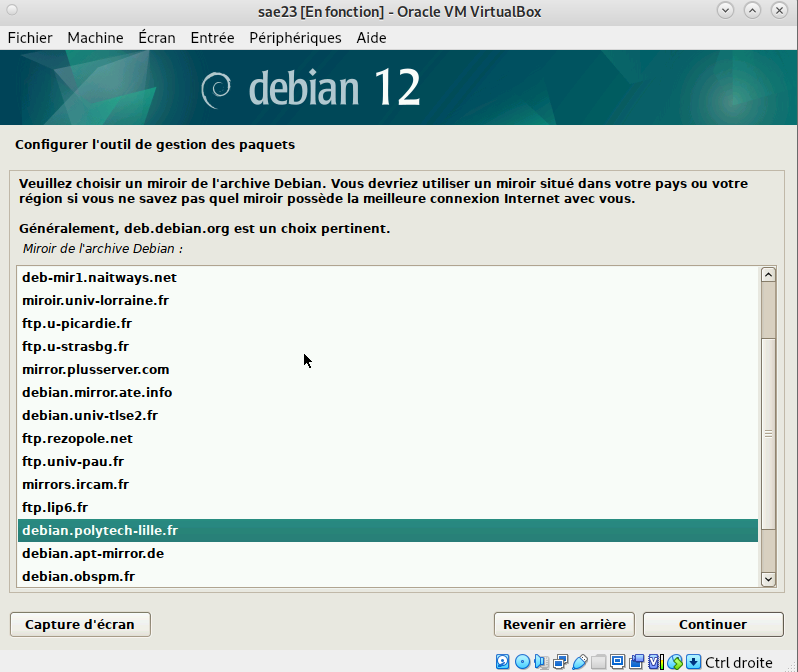 sae23 [En fonction] - Oracle VM VirtualBox
Fichier Machine Écran Entrée Périphériques Aide
debian 12
Configurer l'outil de gestion des paquets
Veuillez choisir un miroir de l'archive Debian. Vous devriez utiliser un miroir situé dans votre pays ou votre
région si vous ne savez pas quel miroir possède la meilleure connexion Internet avec vous.
Généralement, deb.debian.org est un choix pertinent.
Miroir de l'archive Debian :
deb-mir1.naitways.net
miroir.univ-lorraine.fr
ftp.u-picardie.fr
ftp.u-strasbg.fr
mirror.plusserver.com
debian.mirror.ate.info
debian.univ-tlse2.fr
ftp.rezopole.net
ftp.univ-pau.fr
mirrors.ircam.fr
ftp.lip6.fr
debian.polytech-lille.fr
debian.apt-mirror.de
debian.obspm.fr
Capture d'écran Revenir en arrière Continuer
Ctrl droite